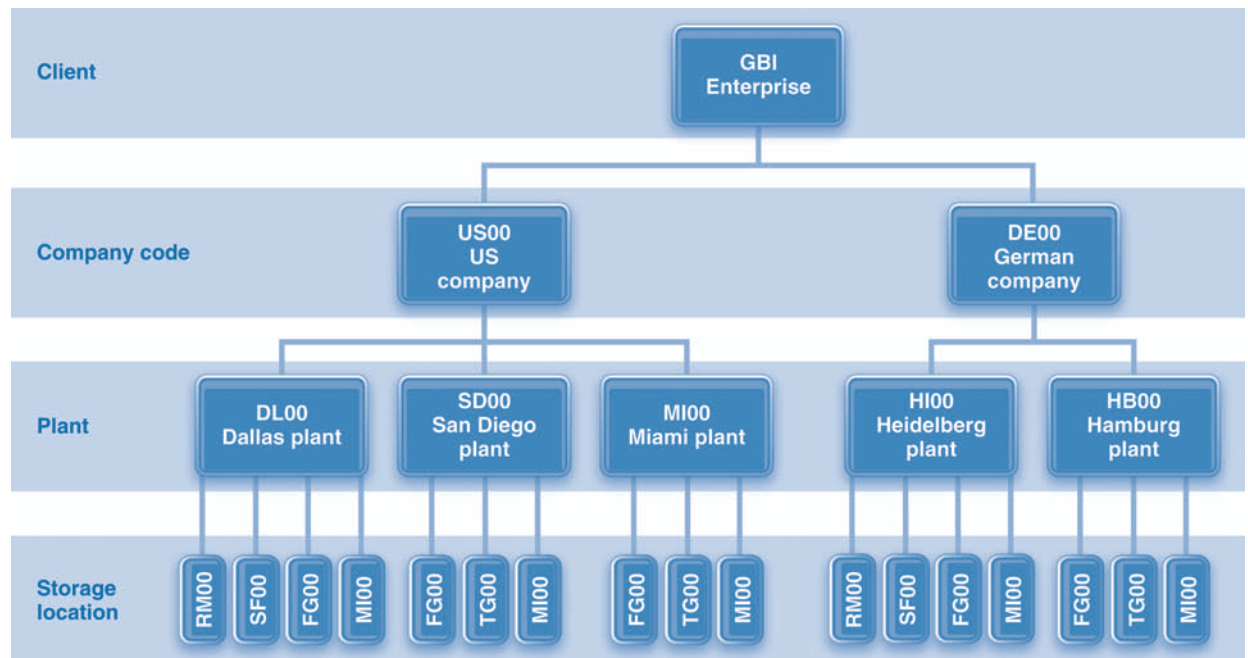 Client
GBI
Enterprise
Company code
US00
US
company
DE00
German
company
Plant
DL00
Dallas plant
SD00
San Diego
plant
MI00
Miami plant
HI00
Heidelberg
plant
HB00
Hamburg
plant
Storage
location
RM00
SF00
FG00
MI00
FG00
TG00
MI00
FG00
TG00
MI00
RM00
SF00
FG00
MI00
FG00
TG00
MI00